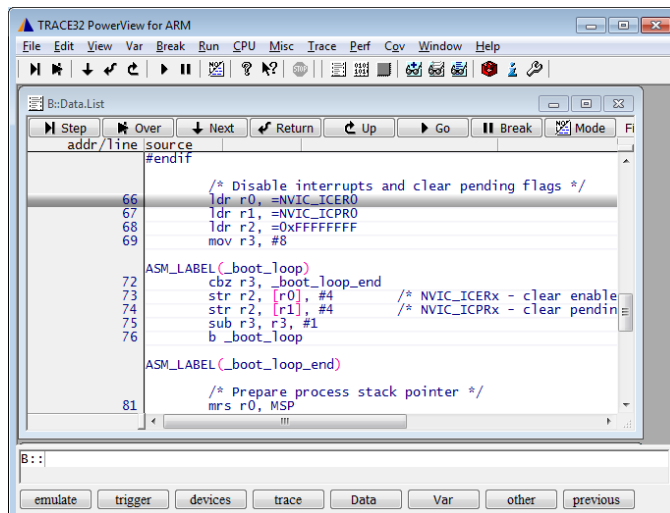 TRACE32 PowerView for ARM
File Edit View Var Break Run CPU Misc Trace Perf Cov Window Help
B::Data.List
Step Over Next Return Up Go Break Mode Fi
addr/line source
#endif
/* Disable interrupts and clear pending flags */
66 ldr r0, =NVIC_ICER0
67 ldr r1, =NVIC_ICPR0
68 ldr r2, =0xFFFFFFFF
69 mov r3, #8
ASM_LABEL(_boot_loop)
72 cbz r3, _boot_loop_end
73 str r2, [r0], #4 /* NVIC_ICERx - clear enable
74 str r2, [r1], #4 /* NVIC_ICPRx - clear pendin
75 sub r3, r3, #1
76 b _boot_loop
ASM_LABEL(_boot_loop_end)
/* Prepare process stack pointer */
81 mrs r0, MSP
B::
emulate trigger devices trace Data Var other previous